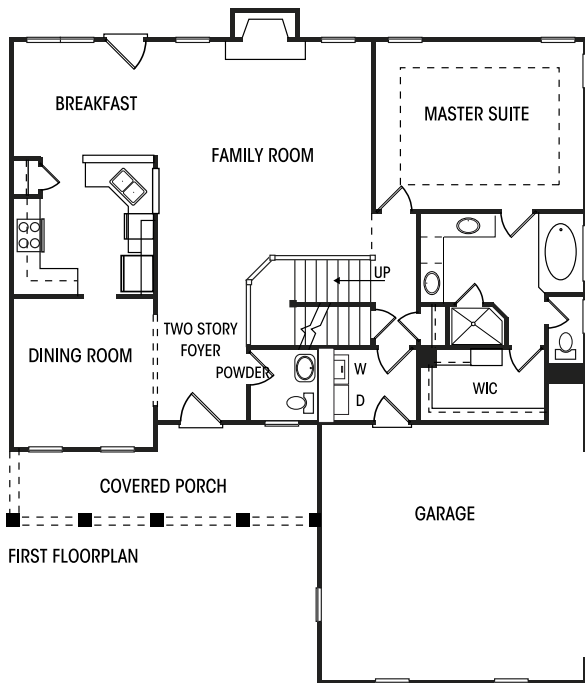 BREAKFAST
MASTER SUITE
FAMILY ROOM
UP
TWO STORY
FOYER
DINING ROOM
POWDER
W
D
WIC
COVERED PORCH
GARAGE
FIRST FLOORPLAN